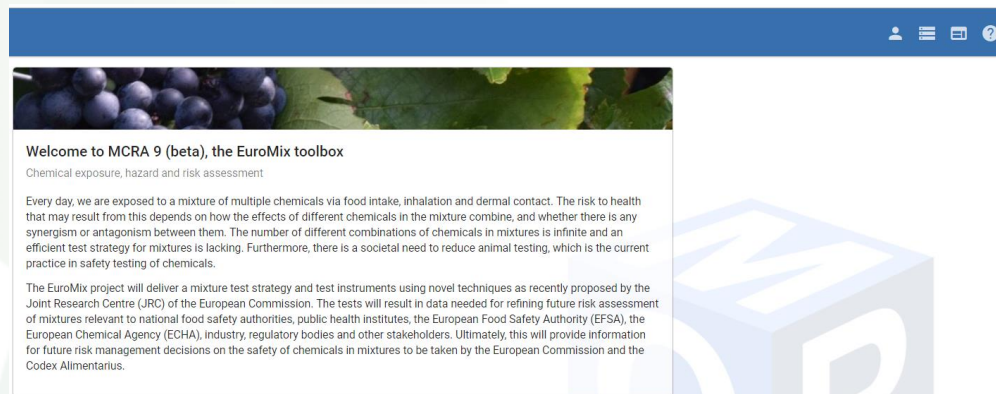 Welcome to MCRA 9 (beta), the EuroMix toolbox
Chemical exposure, hazard and risk assessment
Every day, we are exposed to a mixture of multiple chemicals via food intake, inhalation and dermal contact. The risk to health
that may result from this depends on how the effects of different chemicals in the mixture combine, and whether there is any
synergism or antagonism between them. The number of different combinations of chemicals in mixtures is infinite and an
efficient test strategy for mixtures is lacking. Furthermore, there is a societal need to reduce animal testing, which is the current
practice in safety testing of chemicals.
The EuroMix project will deliver a mixture test strategy and test instruments using novel techniques as recently proposed by the
Joint Research Centre (JRC) of the European Commission. The tests will result in data needed for refining future risk assessment
of mixtures relevant to national food safety authorities, public health institutes, the European Food Safety Authority (EFSA), the
European Chemical Agency (ECHA), industry, regulatory bodies and other stakeholders. Ultimately, this will provide information
for future risk management decisions on the safety of chemicals in mixtures to be taken by the European Commission and the
Codex Alimentarius.